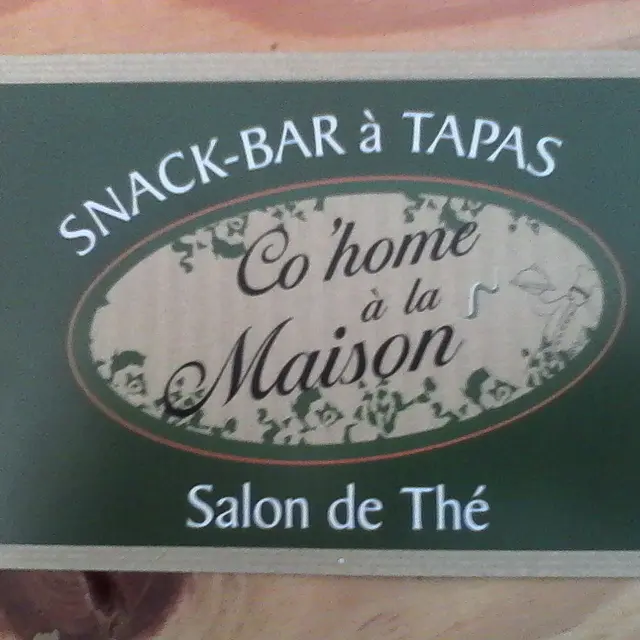 SNACK-BAR à TAPAS
Co'home
à la
Maison
Salon de Thé